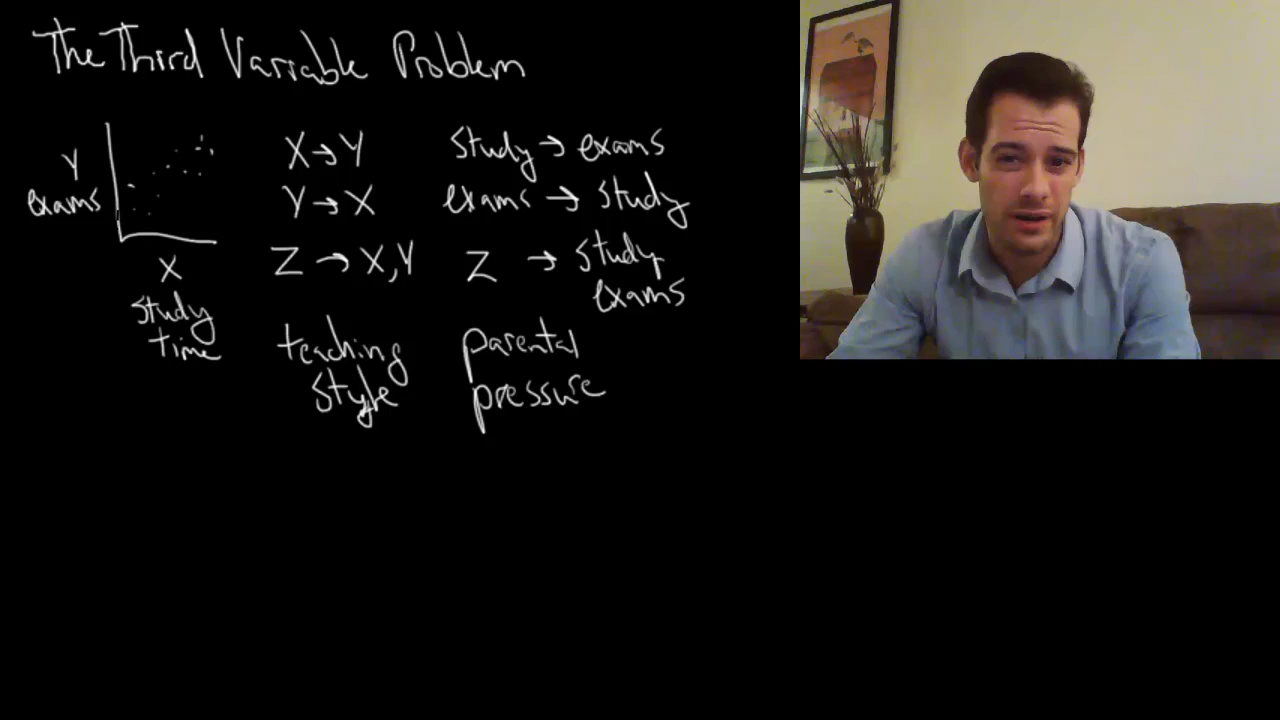 The Third Variable Problem
Y
exams
X
study
time
X → Y
Y → X
Z → X, Y
teaching
style
study → exams
exams → study
Z → study
exams
parental
pressure